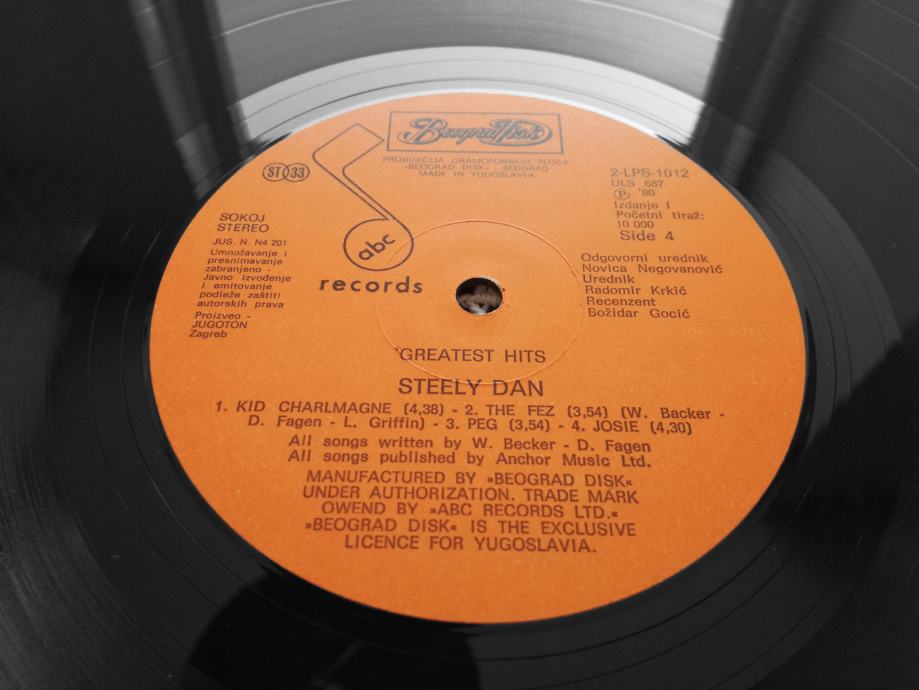 Beograd Disk
PRODUKCIJA GRAMOFONSKIH PLOČA
»BEOGRAD DISK« BEOGRAD
MADE IN YUGOSLAVIA
ST 33
abc
records
2-LPS-1012
ULS 687
Ⓟ '80
Izdanje I
Početni tiraž:
10 000
Side 4
SOKOJ
STEREO
JUS. N. N4 201
Umnožavanje i
presnimavanje
zabranjeno -
Javno izvođenje
i emitovanje
podleže zaštiti
autorskih prava
Proizveo -
JUGOTON
Zagreb
Odgovorni urednik
Novica Negovanović
Urednik
Radomir Krkić
Recenzent
Božidar Gocić
GREATEST HITS
STEELY DAN
1. KID CHARLMAGNE (4,38) - 2. THE FEZ (3,54) (W. Backer -
D. Fagen - L. Griffin) - 3. PEG (3,54) - 4. JOSIE (4,30)
All songs written by W. Becker - D. Fagen
All songs published by Anchor Music Ltd.
MANUFACTURED BY »BEOGRAD DISK«
UNDER AUTHORIZATION. TRADE MARK
OWEND BY »ABC RECORDS LTD.«
»BEOGRAD DISK« IS THE EXCLUSIVE
LICENCE FOR YUGOSLAVIA.